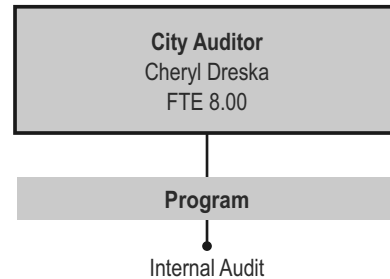 City Auditor
Cheryl Dreska
FTE 8.00
Program
Internal Audit